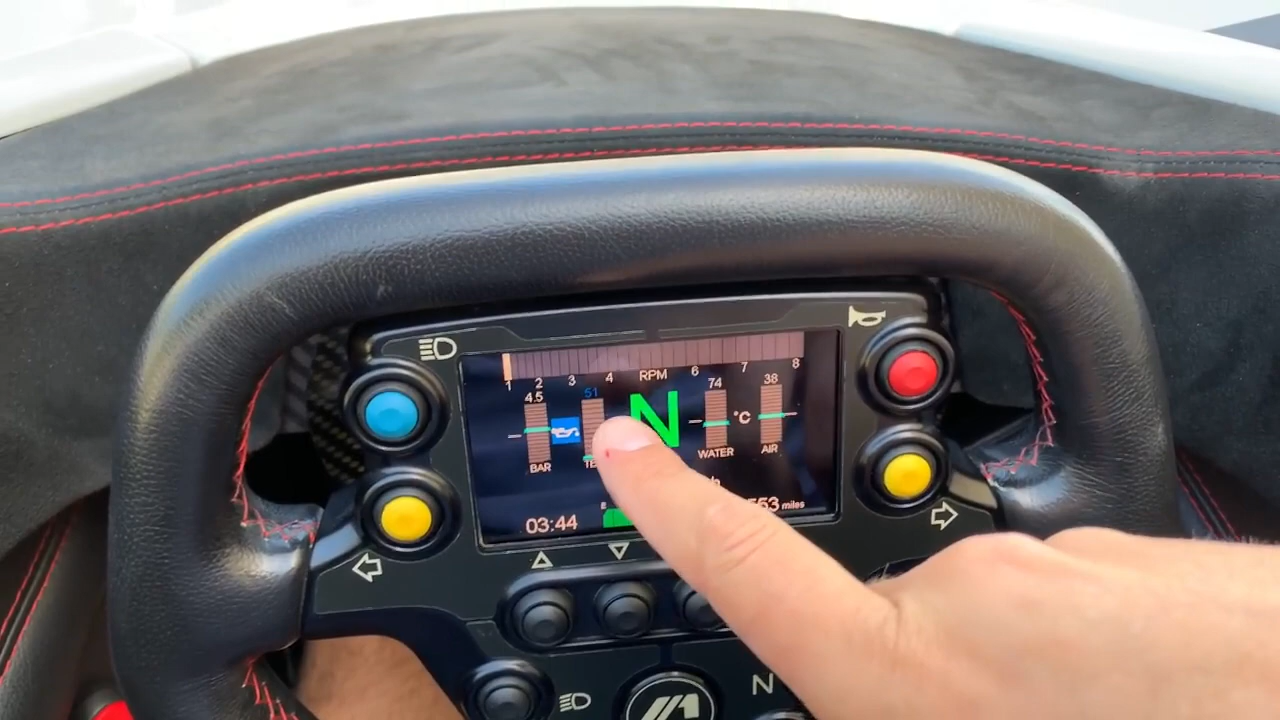 1 2 3 4 RPM 6 7 8
4.5 51 N 74 °C 38
BAR TE WATER AIR
h
03:44 E 553 miles
N